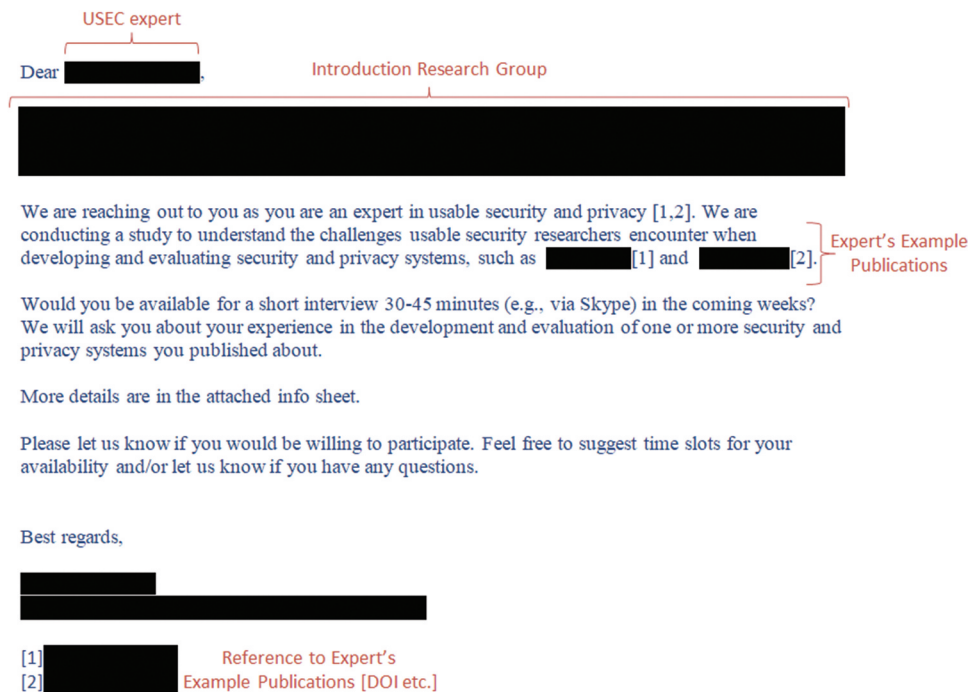 USEC expert
Dear ,
Introduction Research Group
We are reaching out to you as you are an expert in usable security and privacy [1,2]. We are
conducting a study to understand the challenges usable security researchers encounter when
developing and evaluating security and privacy systems, such as [1] and [2].
Expert's Example
Publications
Would you be available for a short interview 30-45 minutes (e.g., via Skype) in the coming weeks?
We will ask you about your experience in the development and evaluation of one or more security and
privacy systems you published about.
More details are in the attached info sheet.
Please let us know if you would be willing to participate. Feel free to suggest time slots for your
availability and/or let us know if you have any questions.
Best regards,
[1]
[2]
Reference to Expert's
Example Publications [DOI etc.]